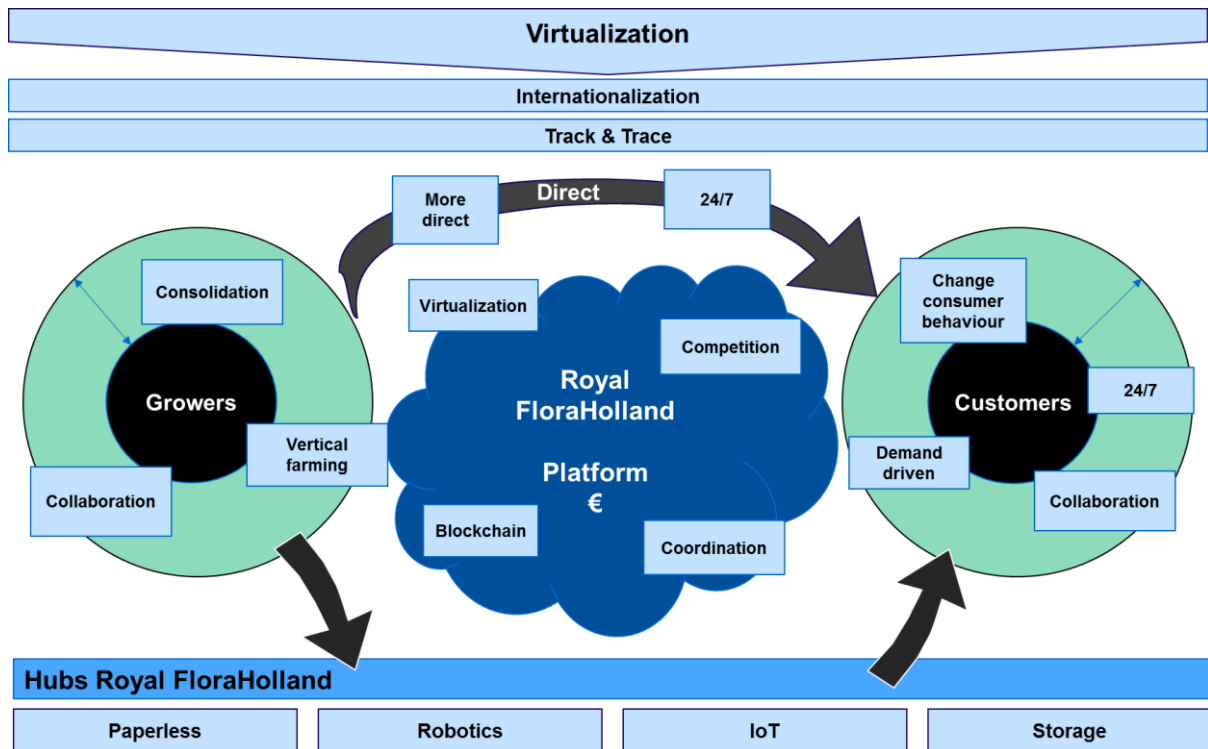 Virtualization
Internationalization
Track & Trace
More
direct
Direct
24/7
Consolidation
Growers
Vertical
farming
Collaboration
Virtualization
Competition
Royal
FloraHolland
Platform
€
Blockchain
Coordination
Change
consumer
behaviour
Customers
24/7
Demand
driven
Collaboration
Hubs Royal FloraHolland
Paperless
Robotics
IoT
Storage